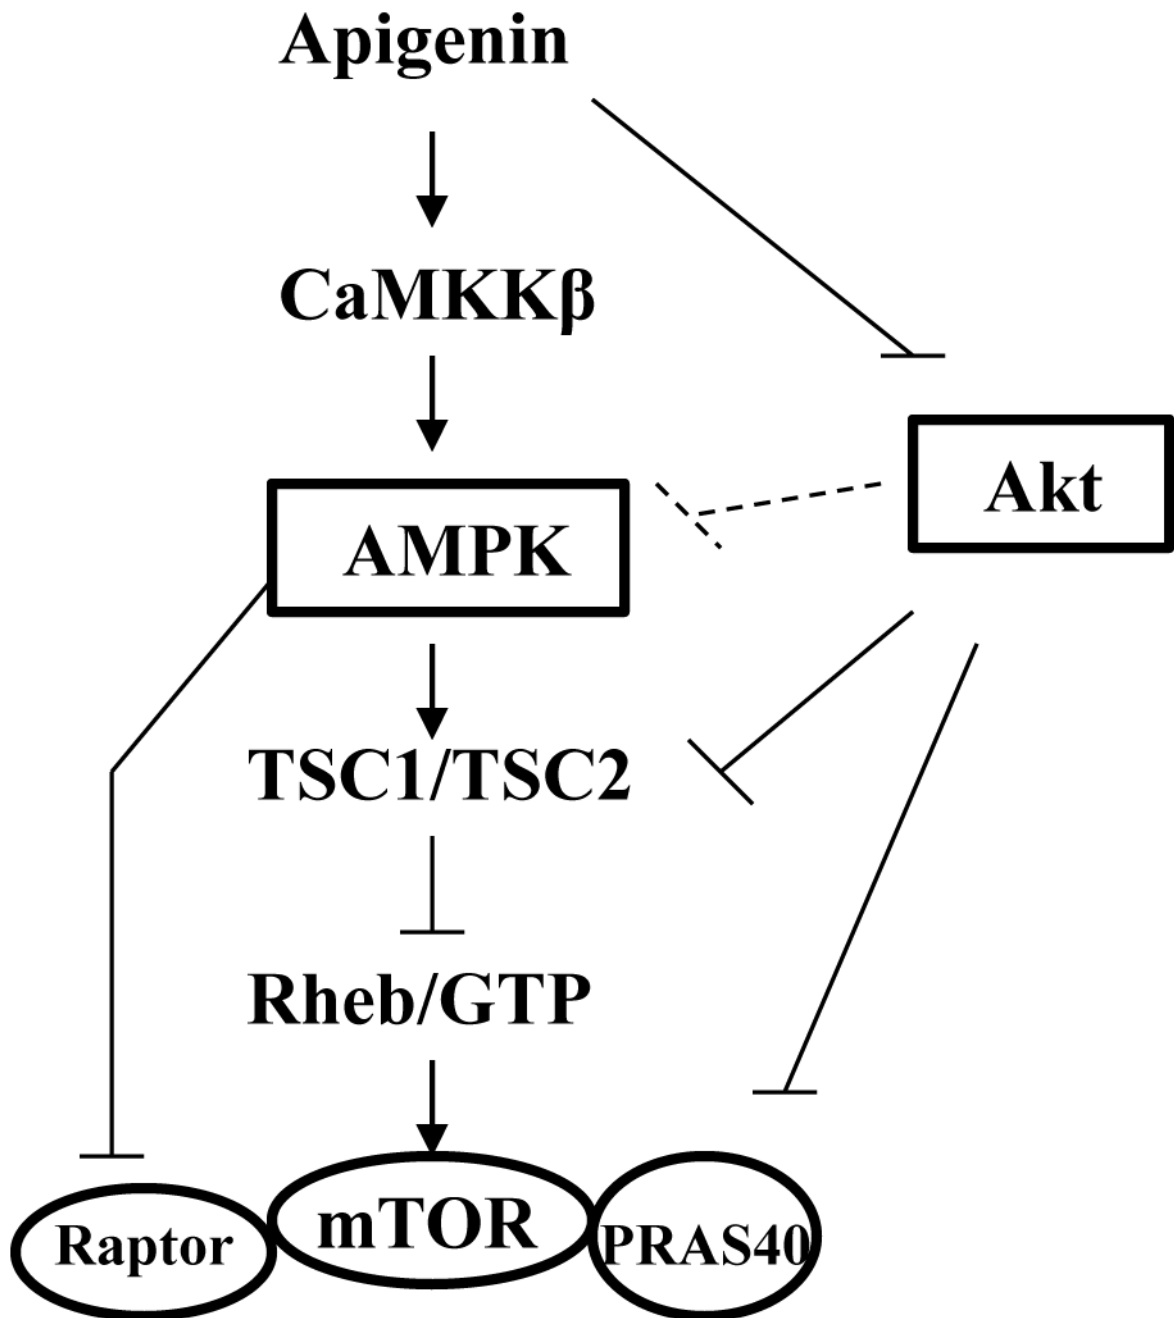 Apigenin
CaMKKβ
Akt
AMPK
TSC1/TSC2
Rheb/GTP
Raptor
mTOR
PRAS40